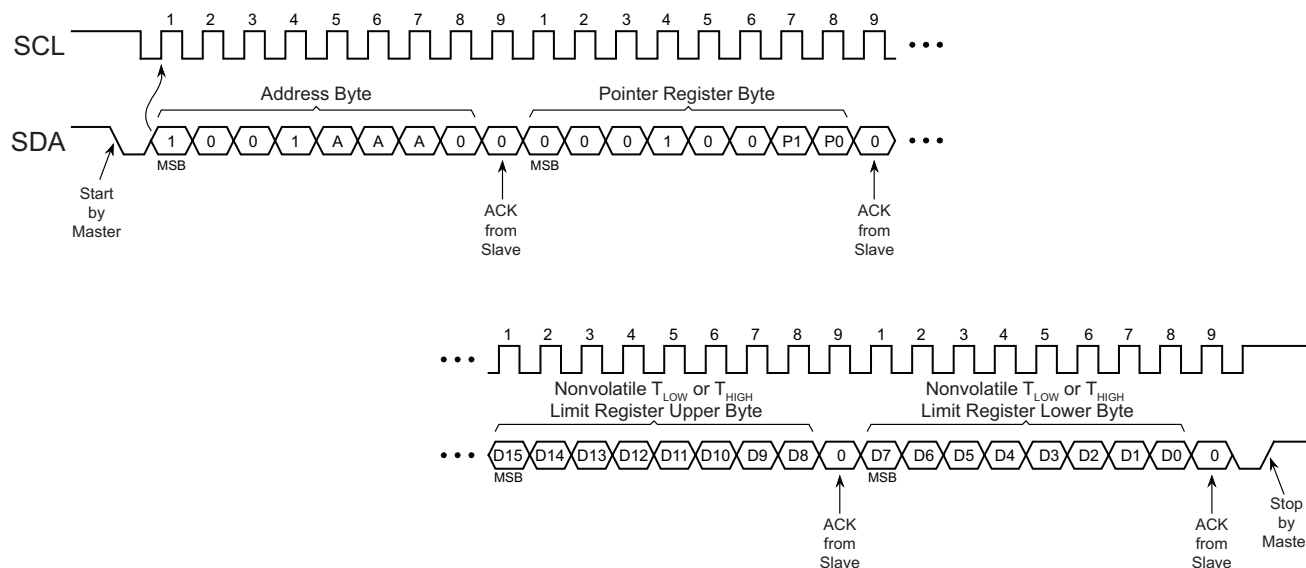 1 2 3 4 5 6 7 8 9 1 2 3 4 5 6 7 8 9
SCL
Address Byte Pointer Register Byte
SDA 1 0 0 1 A A A 0 0 0 0 0 1 0 0 P1 P0 0
MSB MSB
Start
by
Master
ACK
from
Slave
ACK
from
Slave
1 2 3 4 5 6 7 8 9 1 2 3 4 5 6 7 8 9
Nonvolatile TLOW or THIGH
Limit Register Upper Byte
Nonvolatile TLOW or THIGH
Limit Register Lower Byte
D15 D14 D13 D12 D11 D10 D9 D8 0 D7 D6 D5 D4 D3 D2 D1 D0 0
MSB MSB
ACK
from
Slave
ACK
from
Slave
Stop
by
Maste